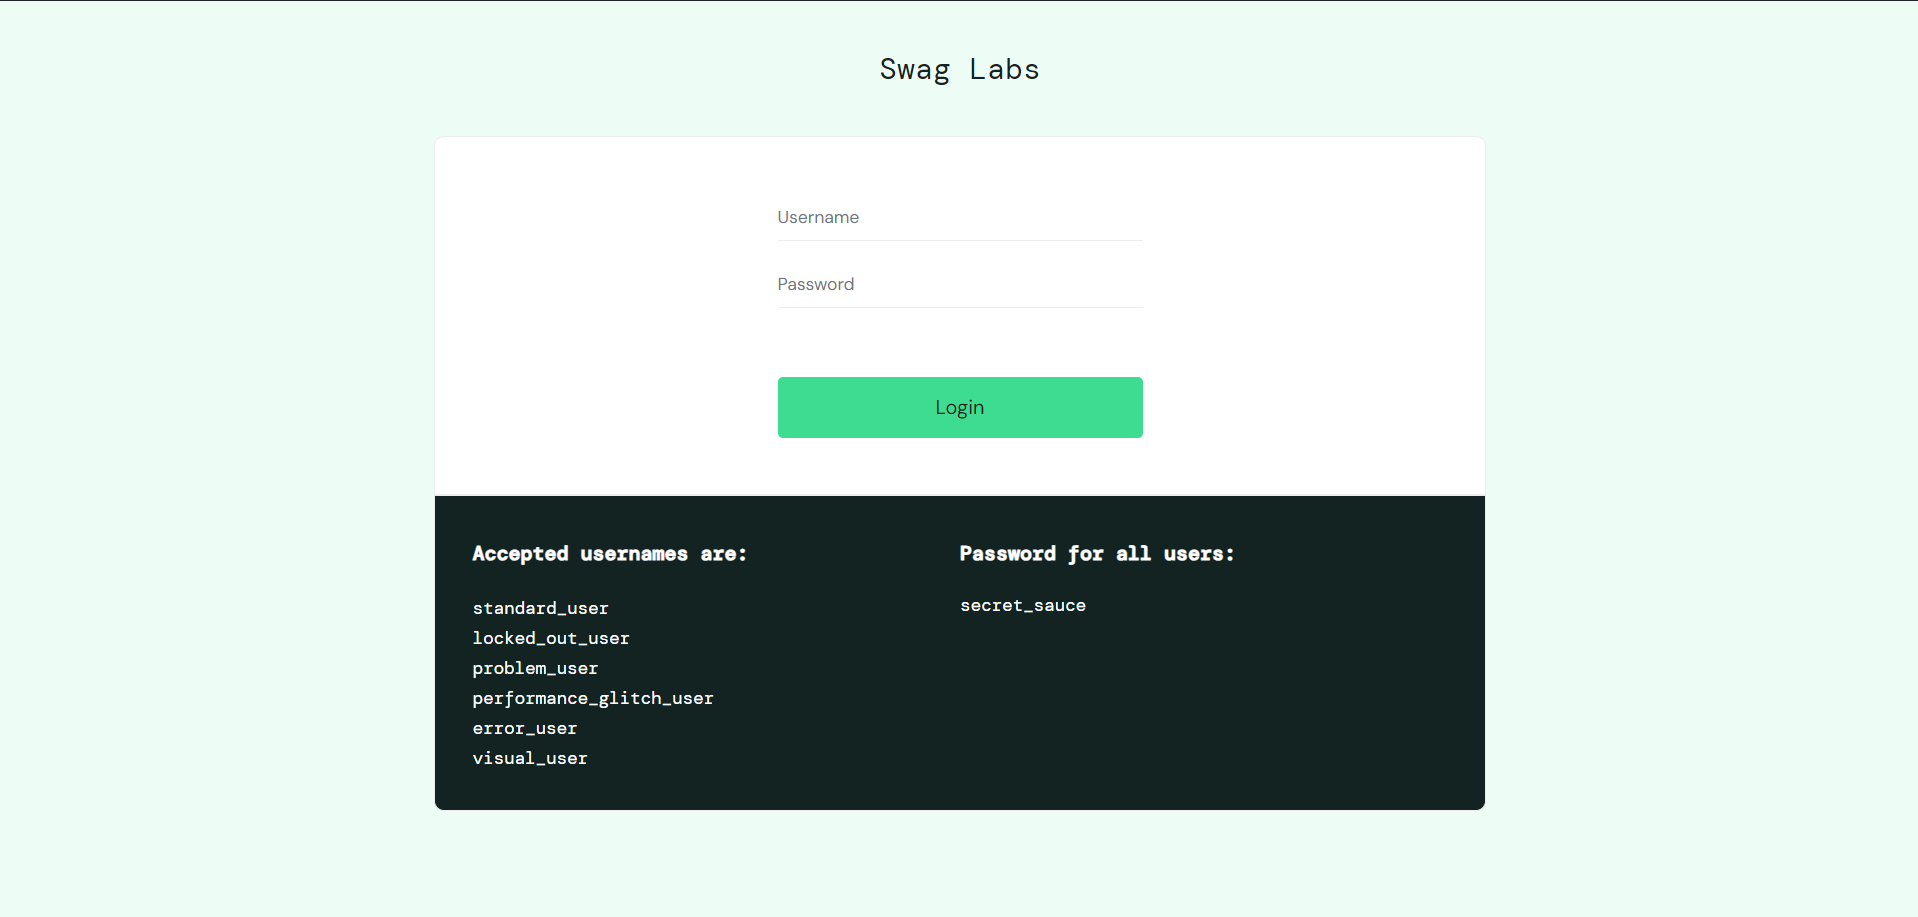 Swag Labs
Username
Password
Login
Accepted usernames are:
standard_user
locked_out_user
problem_user
performance_glitch_user
error_user
visual_user
Password for all users:
secret_sauce